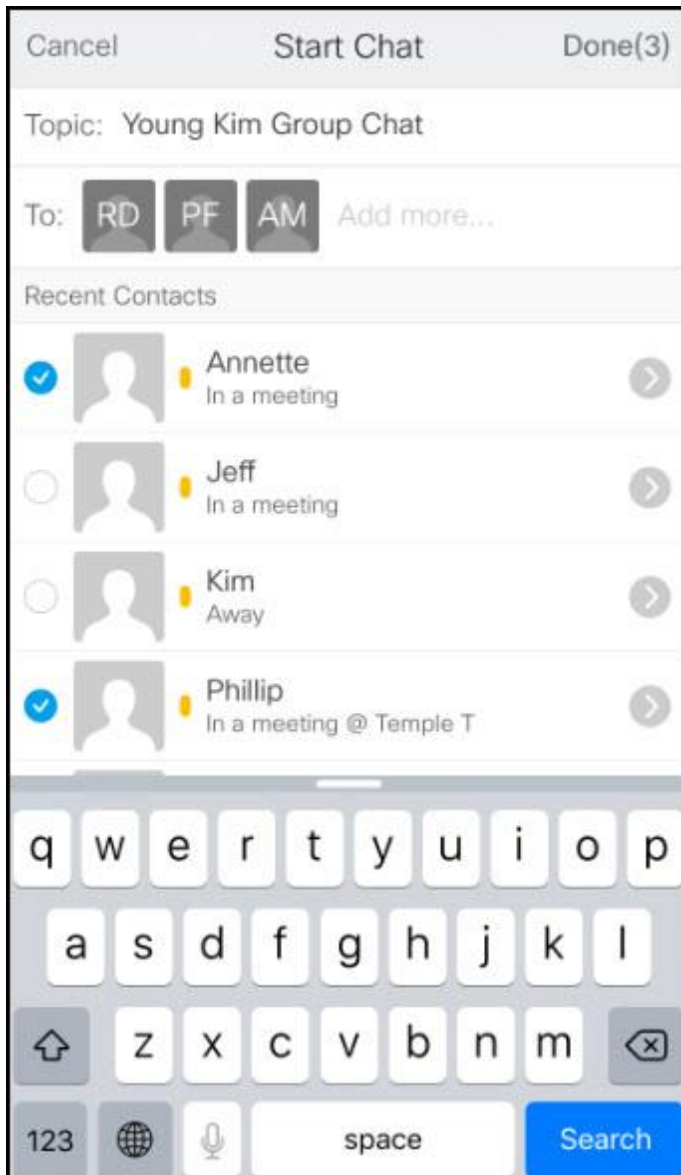 Cancel Start Chat Done(3)
Topic: Young Kim Group Chat
To: RD PF AM Add more...
Recent Contacts
Annette
In a meeting
Jeff
In a meeting
Kim
Away
Phillip
In a meeting @ Temple T
q w e r t y u i o p
a s d f g h j k l
z x c v b n m
123 space Search